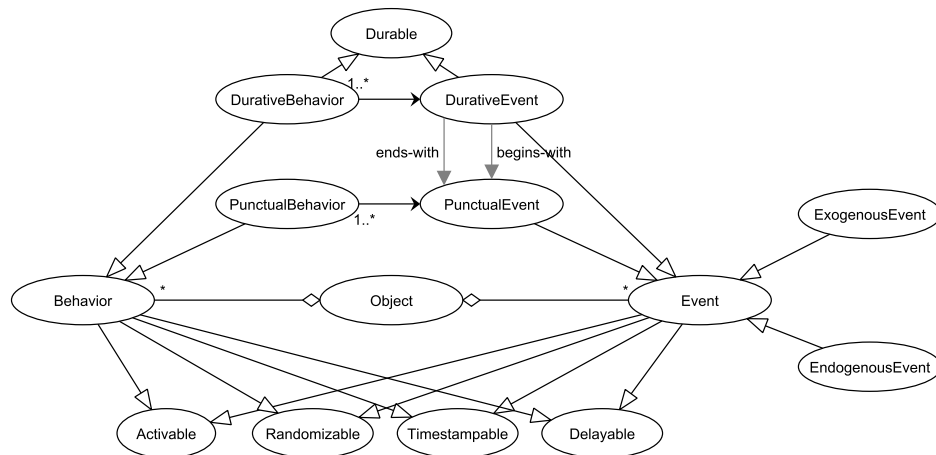 Durable
1..*
DurativeBehavior
DurativeEvent
ends-with
begins-with
PunctualBehavior
PunctualEvent
1..*
ExogenousEvent
*
*
Behavior
Object
Event
EndogenousEvent
Activable
Randomizable
Timestampable
Delayable